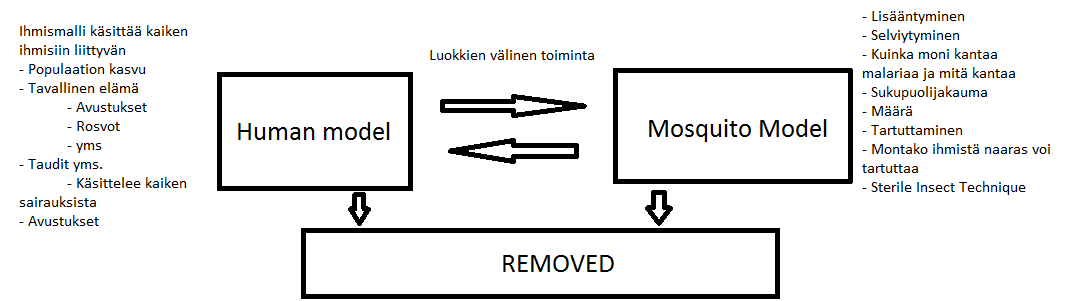 Ihmismalli käsittää kaiken
ihmisiin liittyvän
- Populaation kasvu
- Tavallinen elämä
- Avustukset
- Rosvot
- yms
- Taudit yms.
- Käsittelee kaiken
sairauksista
- Avustukset
Human model
Luokkien välinen toiminta
Mosquito Model
- Lisääntyminen
- Selviytyminen
- Kuinka moni kantaa
malariaa ja mitä kantaa
- Sukupuolijakauma
- Määrä
- Tartuttaminen
- Montako ihmistä naaras voi
tartuttaa
- Sterile Insect Technique
REMOVED